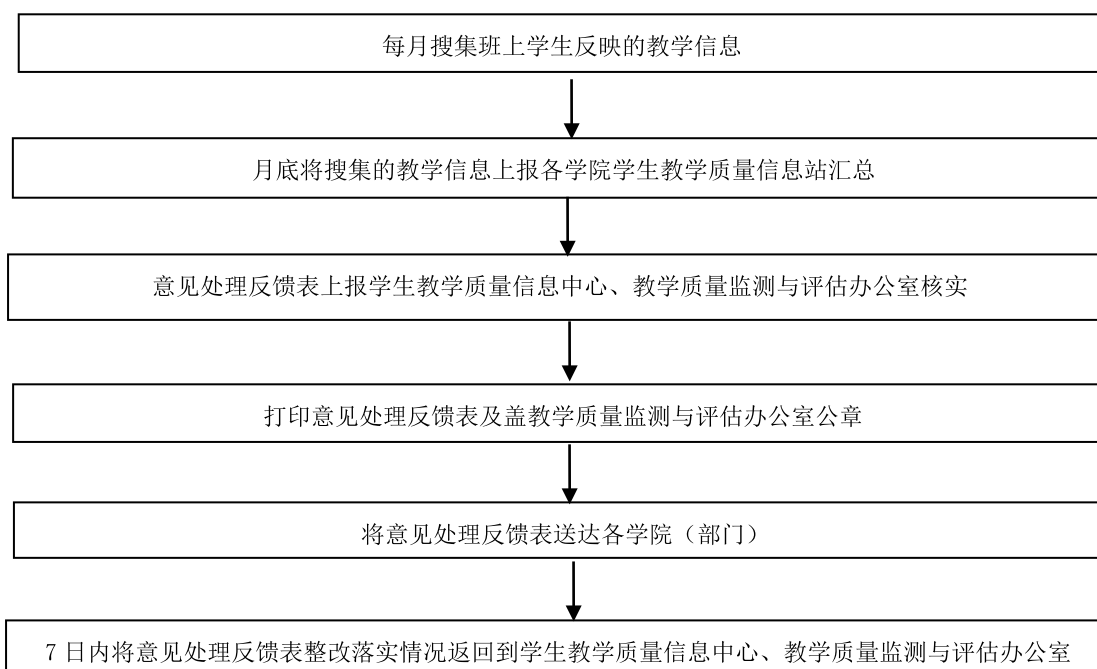 每月搜集班上学生反映的教学信息
月底将搜集的教学信息上报各学院学生教学质量信息站汇总
意见处理反馈表上报学生教学质量信息中心、教学质量监测与评估办公室核实
打印意见处理反馈表及盖教学质量监测与评估办公室公章
将意见处理反馈表送达各学院（部门）
7日内将意见处理反馈表整改落实情况返回到学生教学质量信息中心、教学质量监测与评估办公室